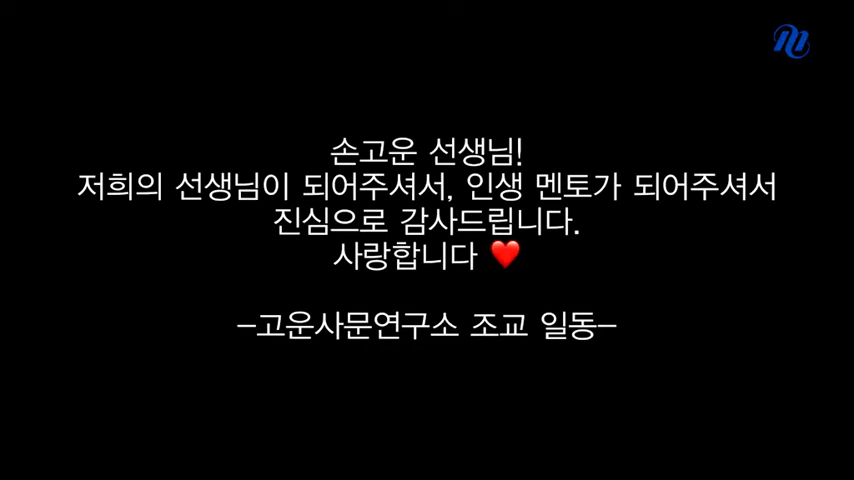 손고운 선생님!
저희의 선생님이 되어주셔서, 인생 멘토가 되어주셔서
진심으로 감사드립니다.
사랑합니다 ❤️
-고운사문연구소 조교 일동-